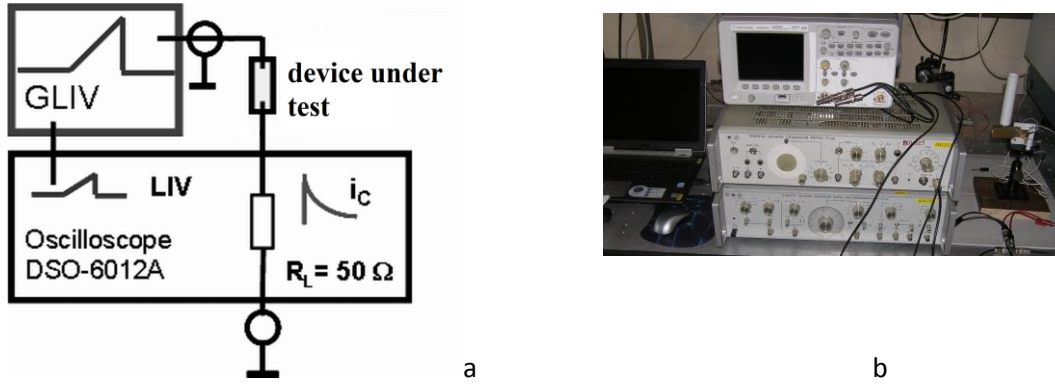 GLIV
device under
test
LIV
i_C
Oscilloscope
DSO-6012A
R_L = 50 Ω
a
b